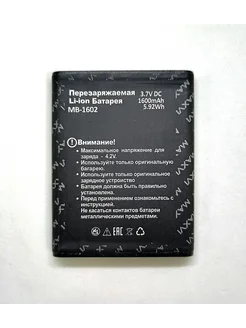 Перезаряжаемая
Li-ion Батарея
MB-1602
3.7V DC
1600mAh
5.92Wh
Внимание!
• Максимальное напряжение для
заряда - 4.2V.
• Используйте только оригинальную
батарею.
• Батарея должна быть правильно
установлена.
• Перед применением ознакомьтесь с
инструкцией.
• Используйте только оригинальное
зарядное устройство
Не касаться контактов батареи
металлическими предметами.
MAXVI